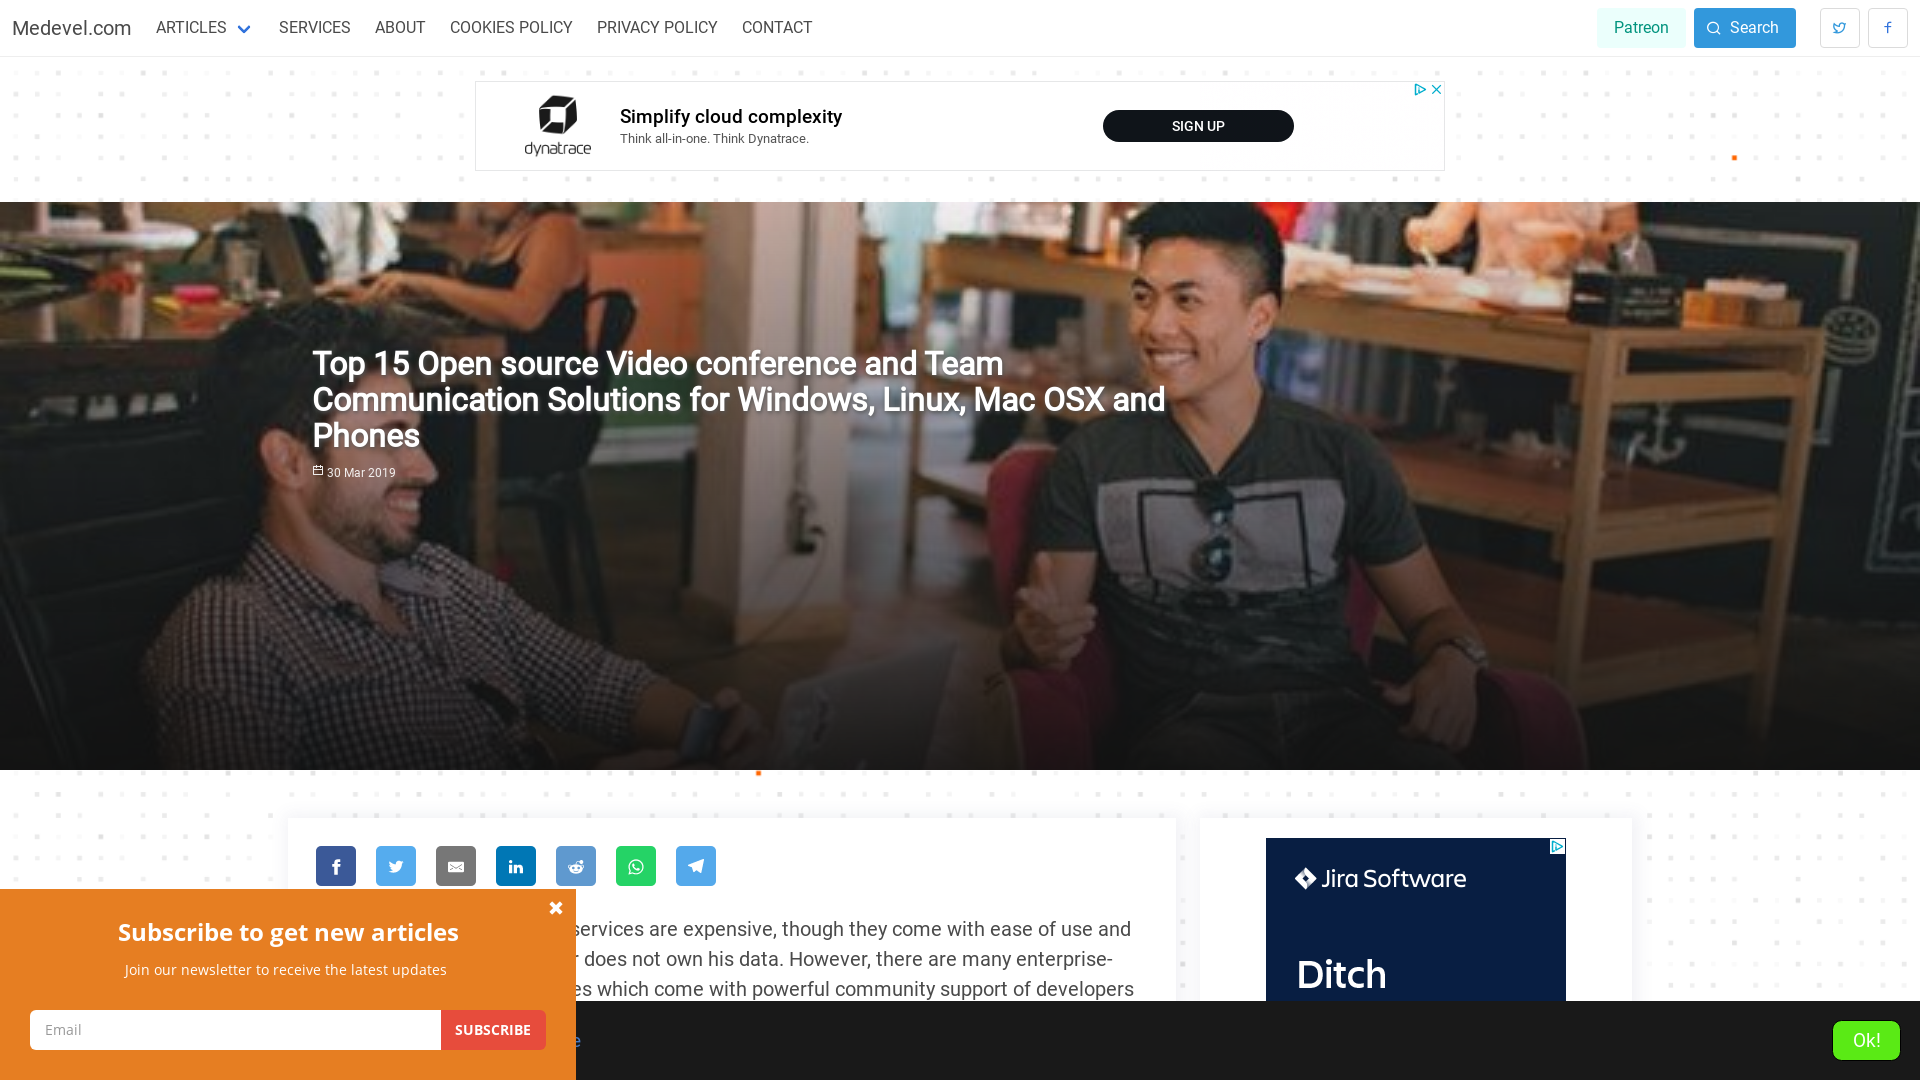 Medevel.com
ARTICLES
SERVICES
ABOUT
COOKIES POLICY
PRIVACY POLICY
CONTACT
Patreon
Search
dynatrace
Simplify cloud complexity
Think all-in-one. Think Dynatrace.
SIGN UP
Top 15 Open source Video conference and Team
Communication Solutions for Windows, Linux, Mac OSX and
Phones
30 Mar 2019
services are expensive, though they come with ease of use and
does not own his data. However, there are many enterprise-
which come with powerful community support of developers
Jira Software
Ditch
Subscribe to get new articles
Join our newsletter to receive the latest updates
Email
SUBSCRIBE
Ok!